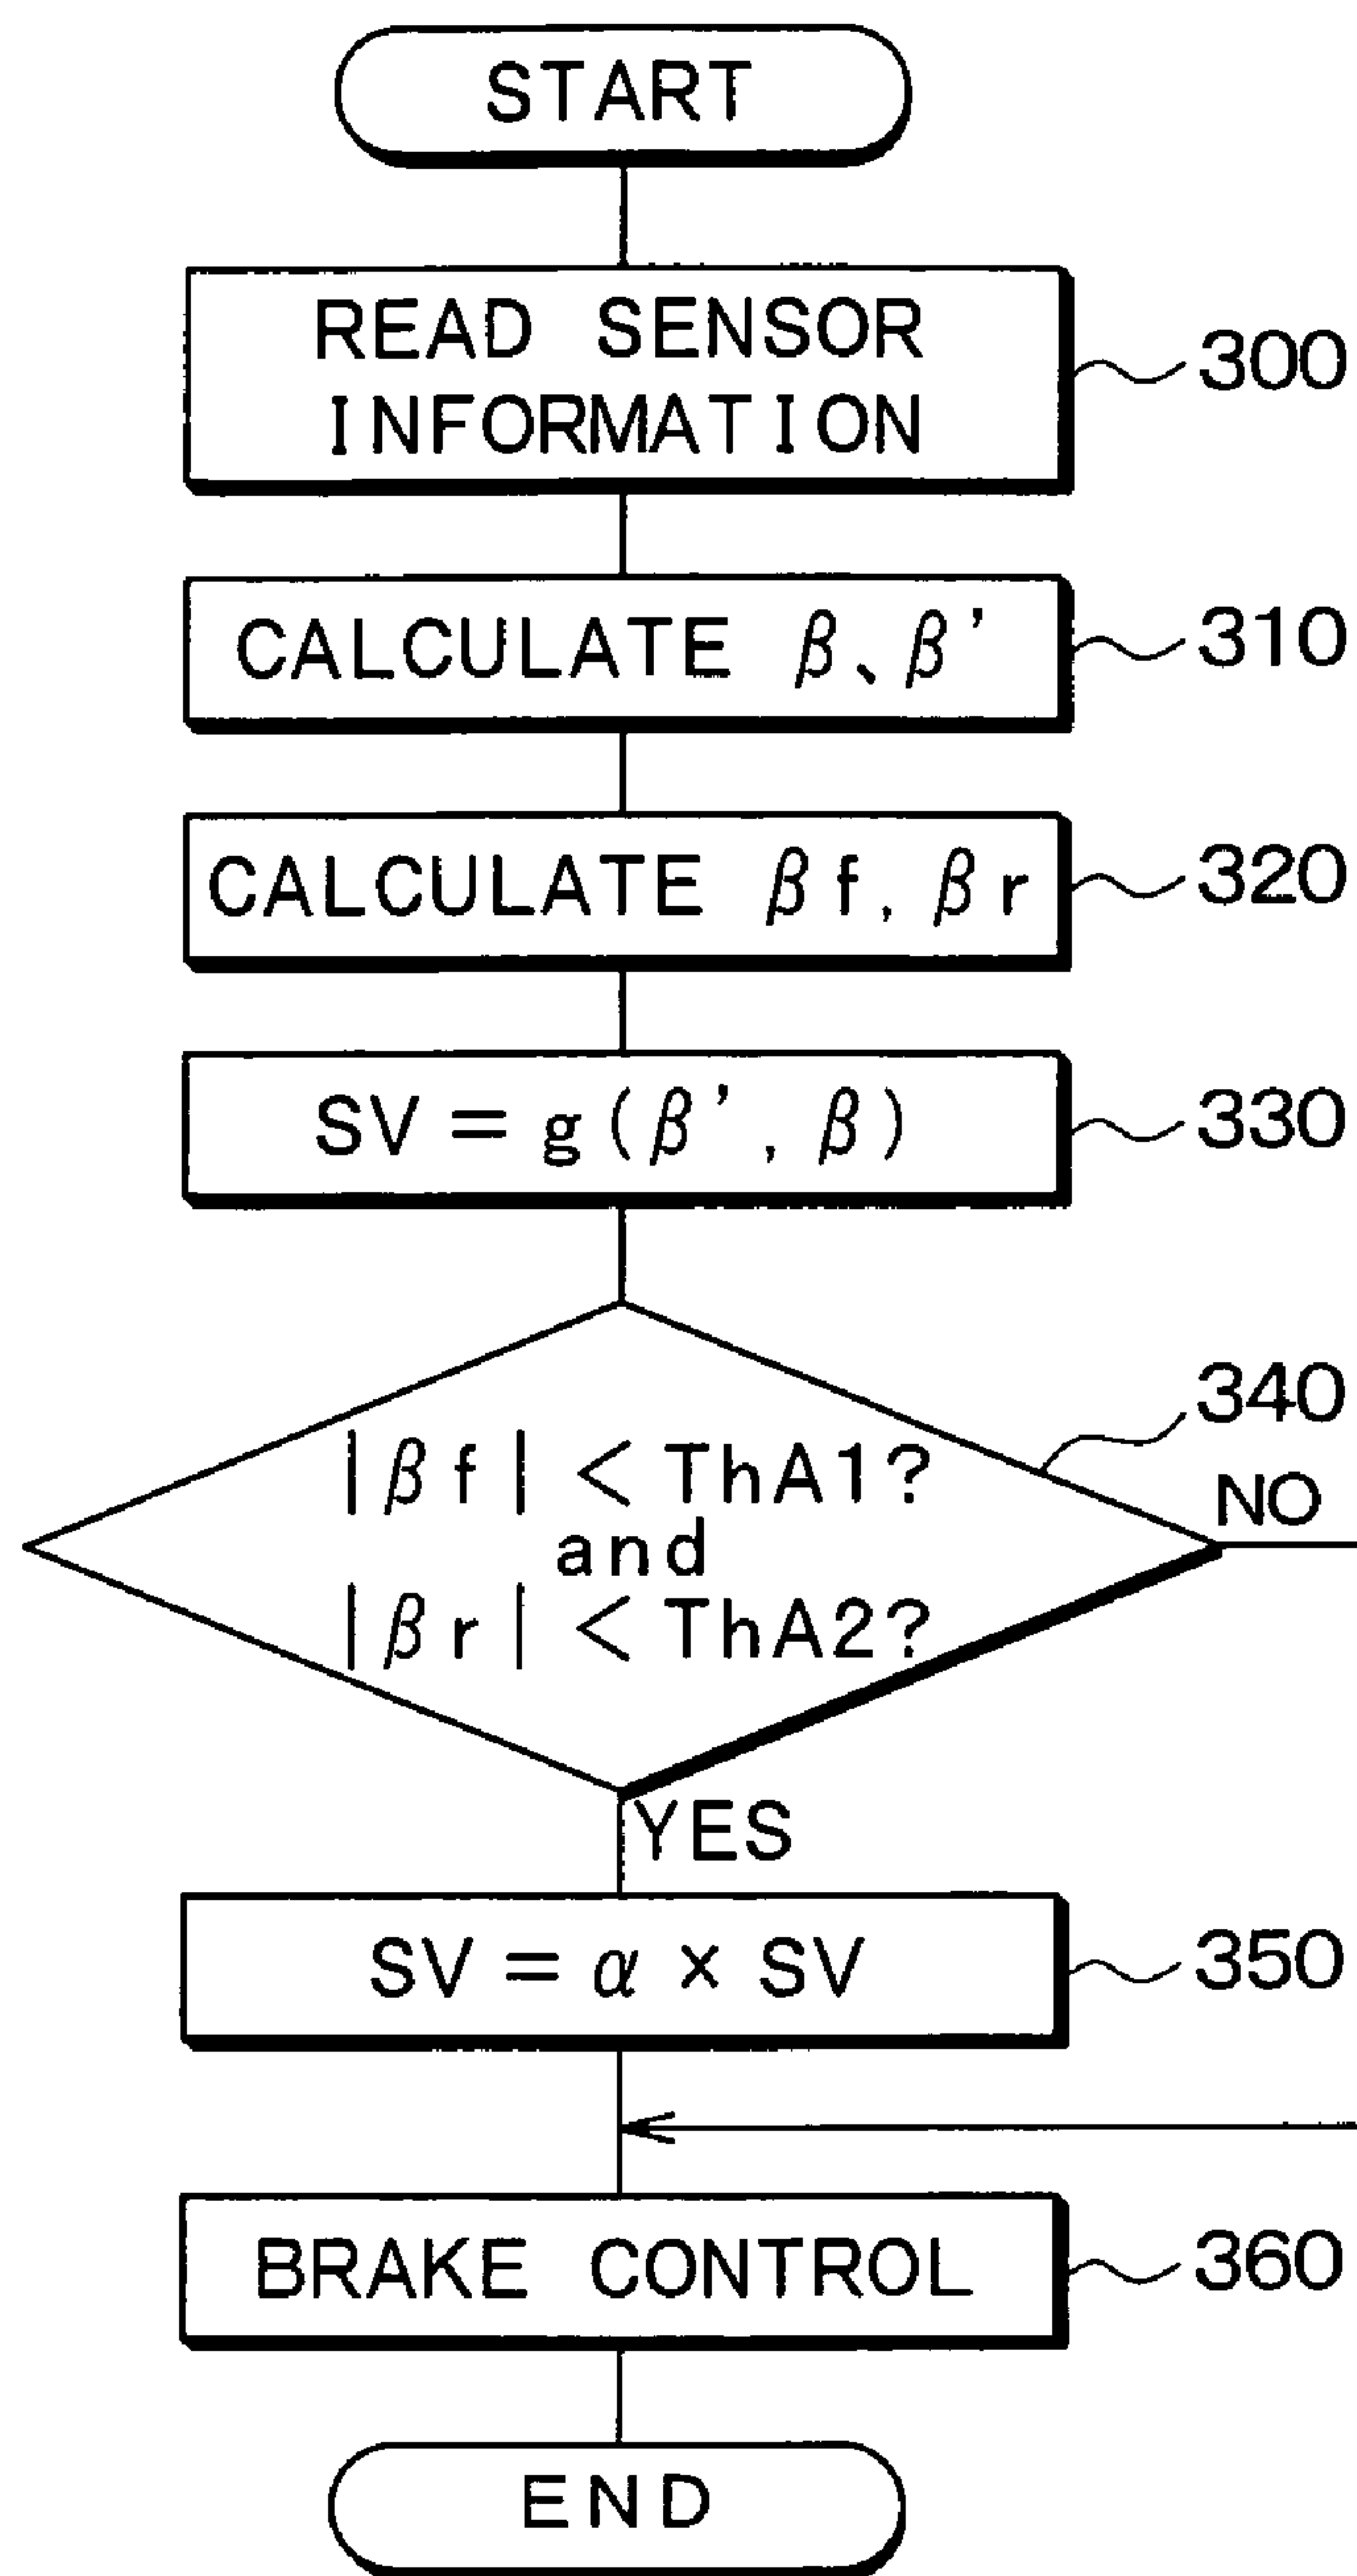 START
READ SENSOR
INFORMATION
300
CALCULATE β、β'
310
CALCULATE βf, βr
320
SV = g (β', β)
330
340
|βf| < ThA1?
and
|βr| < ThA2?
NO
YES
SV = α × SV
350
BRAKE CONTROL
360
END